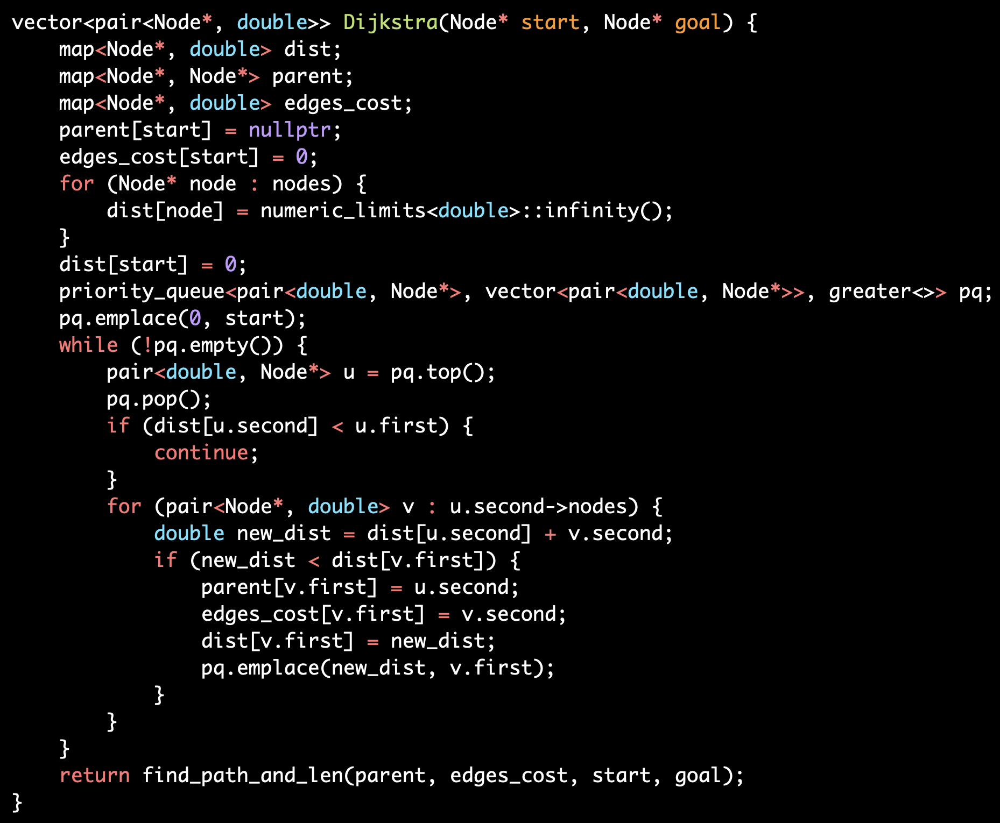 vector<pair<Node*, double>> Dijkstra(Node* start, Node* goal) {
    map<Node*, double> dist;
    map<Node*, Node*> parent;
    map<Node*, double> edges_cost;
    parent[start] = nullptr;
    edges_cost[start] = 0;
    for (Node* node : nodes) {
        dist[node] = numeric_limits<double>::infinity();
    }
    dist[start] = 0;
    priority_queue<pair<double, Node*>, vector<pair<double, Node*>>, greater<>> pq;
    pq.emplace(0, start);
    while (!pq.empty()) {
        pair<double, Node*> u = pq.top();
        pq.pop();
        if (dist[u.second] < u.first) {
            continue;
        }
        for (pair<Node*, double> v : u.second->nodes) {
            double new_dist = dist[u.second] + v.second;
            if (new_dist < dist[v.first]) {
                parent[v.first] = u.second;
                edges_cost[v.first] = v.second;
                dist[v.first] = new_dist;
                pq.emplace(new_dist, v.first);
            }
        }
    }
    return find_path_and_len(parent, edges_cost, start, goal);
}